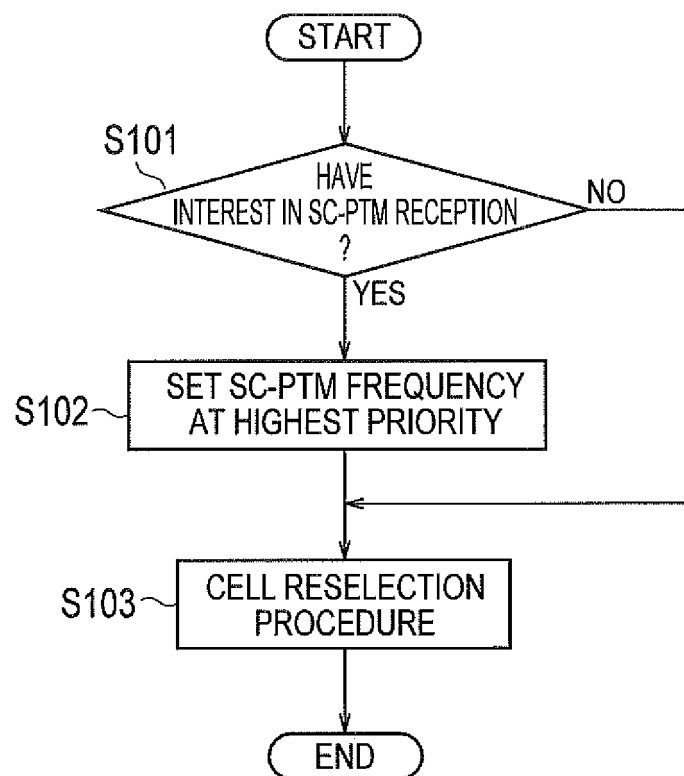 START
S101
HAVE
INTEREST IN SC-PTM RECEPTION
?
NO
YES
S102
SET SC-PTM FREQUENCY
AT HIGHEST PRIORITY
S103
CELL RESELECTION
PROCEDURE
END